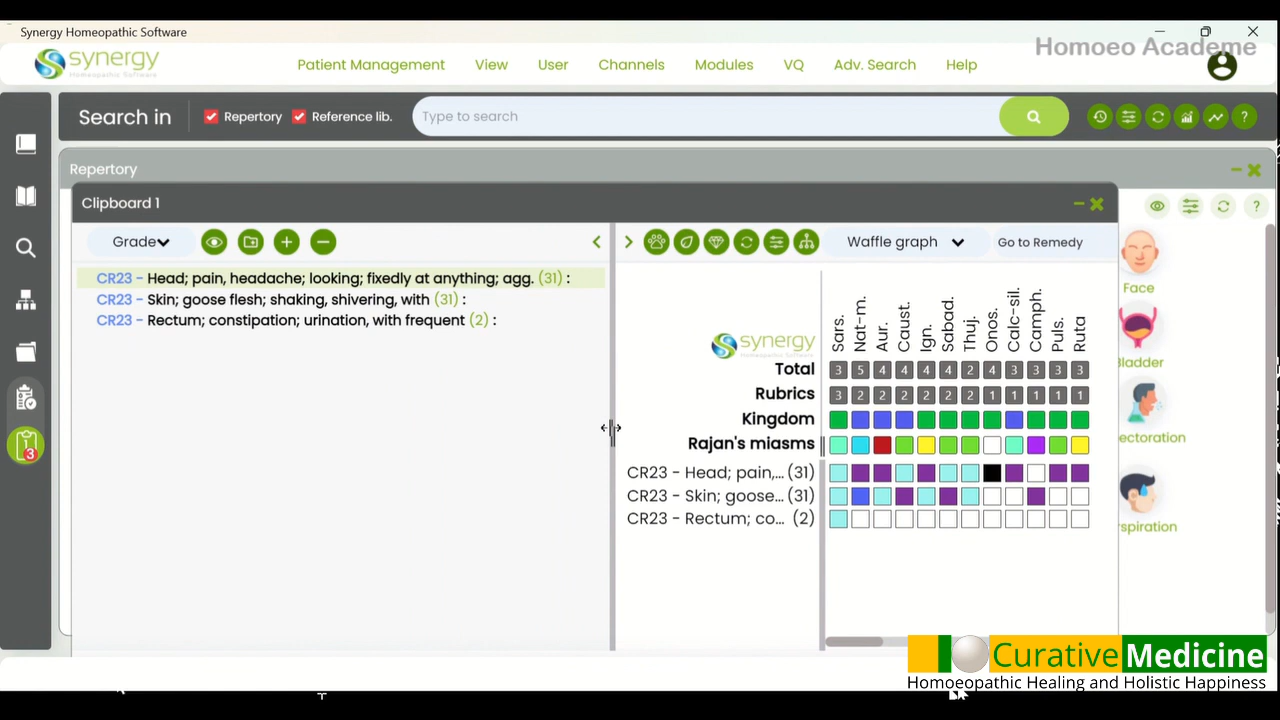 Synergy Homeopathic Software
Homoeo Academe
synergy
Homeopathic Software
Patient Management View User Channels Modules VQ Adv. Search Help
Search in Repertory Reference lib. Type to search
?
Repertory
Clipboard 1
Grade
Waffle graph Go to Remedy
?
CR23 - Head; pain, headache; looking; fixedly at anything; agg. (31) :
CR23 - Skin; goose flesh; shaking, shivering, with (31) :
CR23 - Rectum; constipation; urination, with frequent (2) :
synergy
Homeopathic Software
Sars. Nat-m. Aur. Caust. Ign. Sabad. Thuj. Onos. Calc-sil. Camph. Puls. Ruta
Total 3 5 4 4 4 4 2 4 3 3 3 3
Rubrics 3 2 2 2 2 2 2 1 1 1 1 1
Kingdom
Rajan's miasms
CR23 - Head; pain,... (31)
CR23 - Skin; goose... (31)
CR23 - Rectum; co... (2)
Face
ladder
ectoration
spiration
1
3
Curative Medicine
Homoeopathic Healing and Holistic Happiness